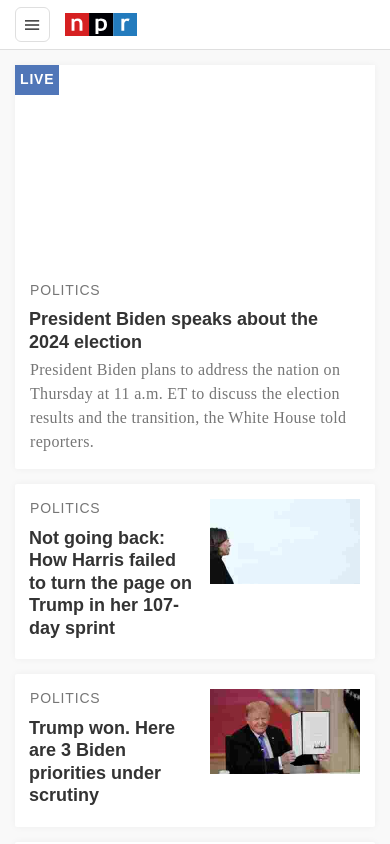 npr
LIVE
POLITICS
President Biden speaks about the
2024 election
President Biden plans to address the nation on
Thursday at 11 a.m. ET to discuss the election
results and the transition, the White House told
reporters.
POLITICS
Not going back:
How Harris failed
to turn the page on
Trump in her 107-
day sprint
POLITICS
Trump won. Here
are 3 Biden
priorities under
scrutiny